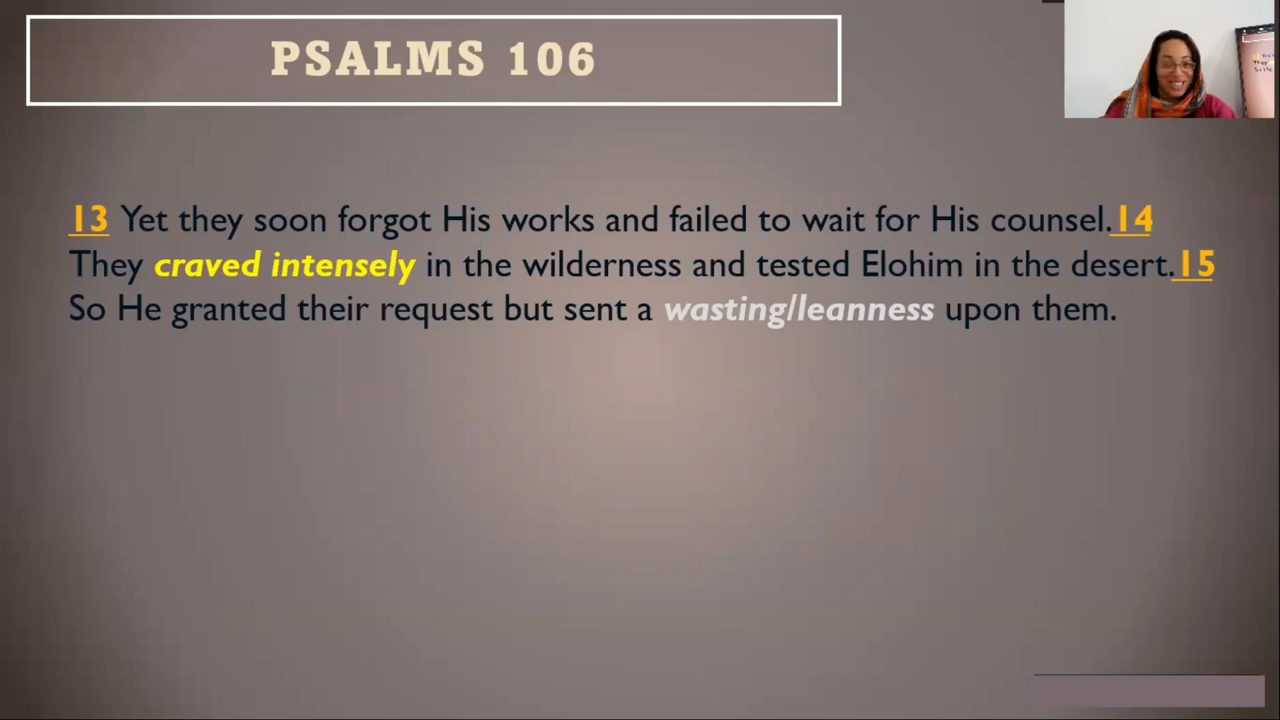 PSALMS 106
13 Yet they soon forgot His works and failed to wait for His counsel.14
They craved intensely in the wilderness and tested Elohim in the desert.15
So He granted their request but sent a wasting/leanness upon them.